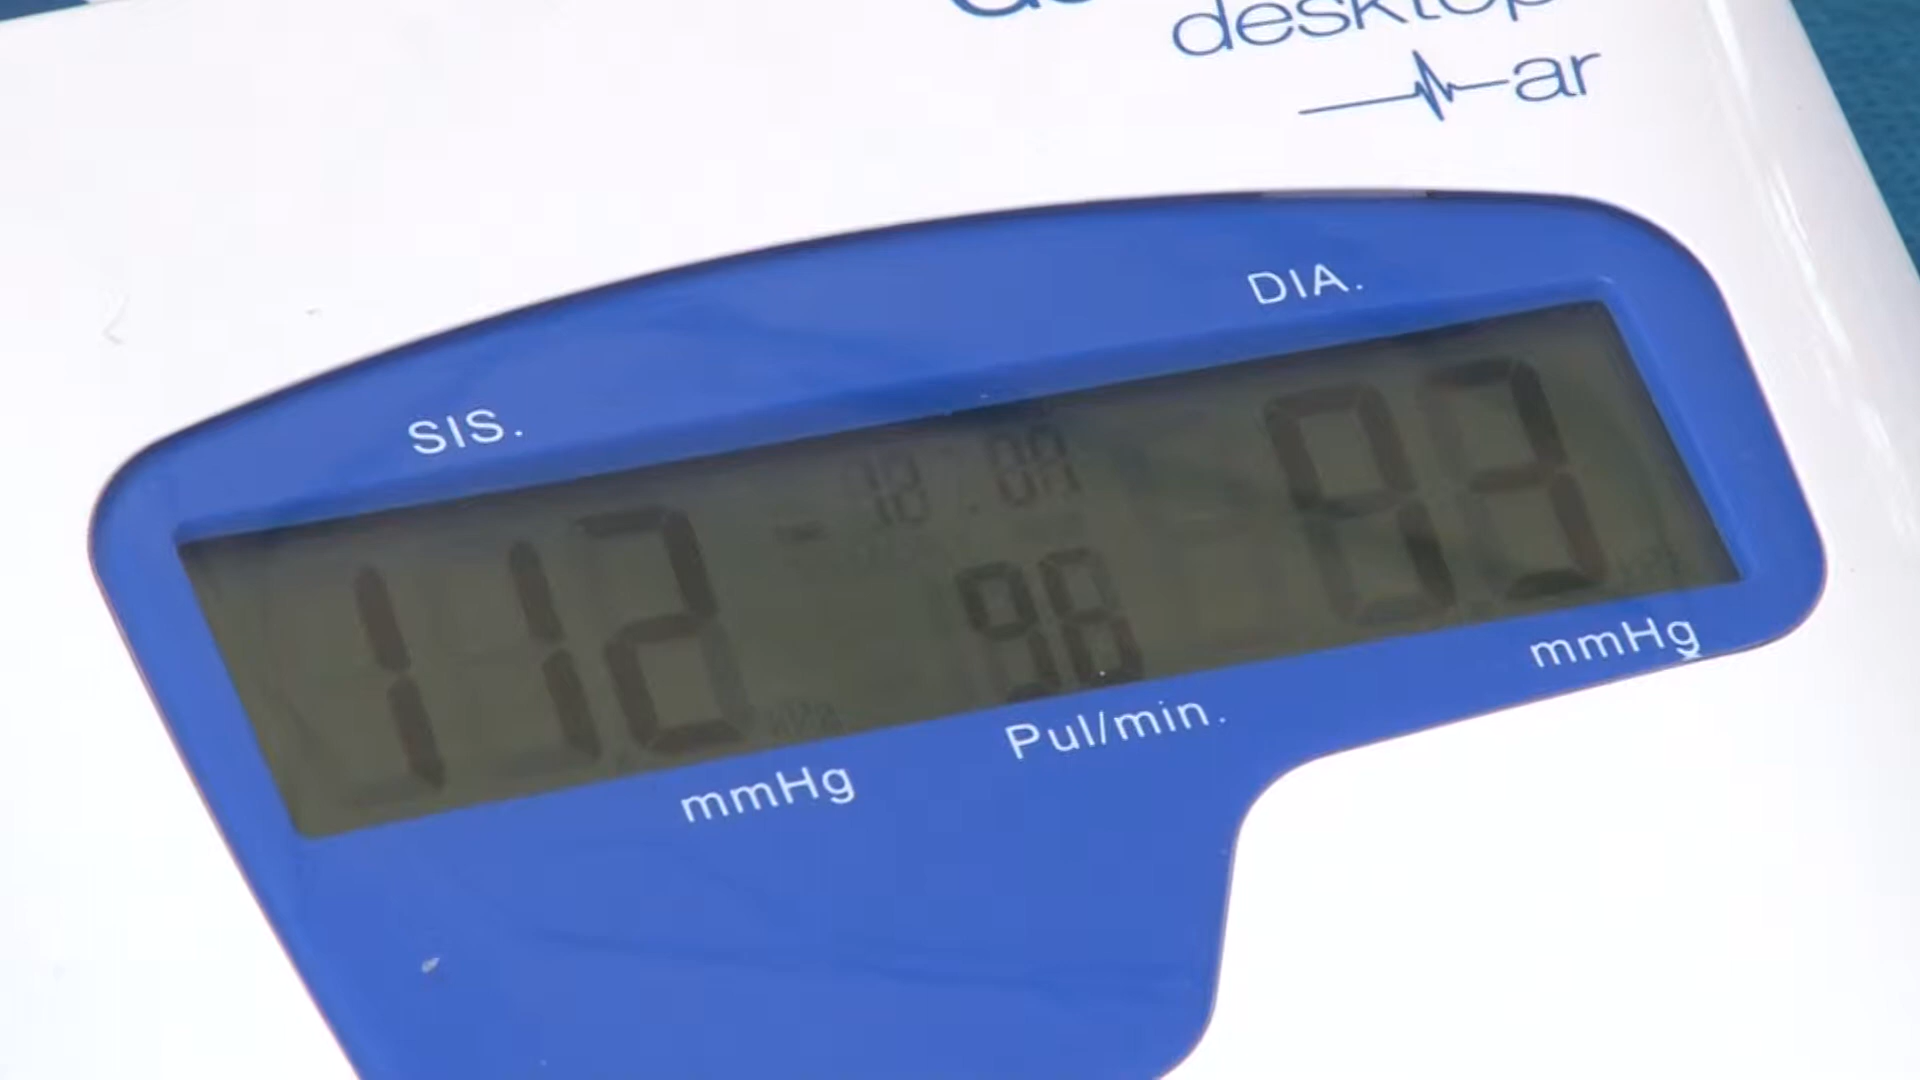 desktop
ar
DIA.
SIS.
112
96
93
mmHg
Pul/min.
mmHg